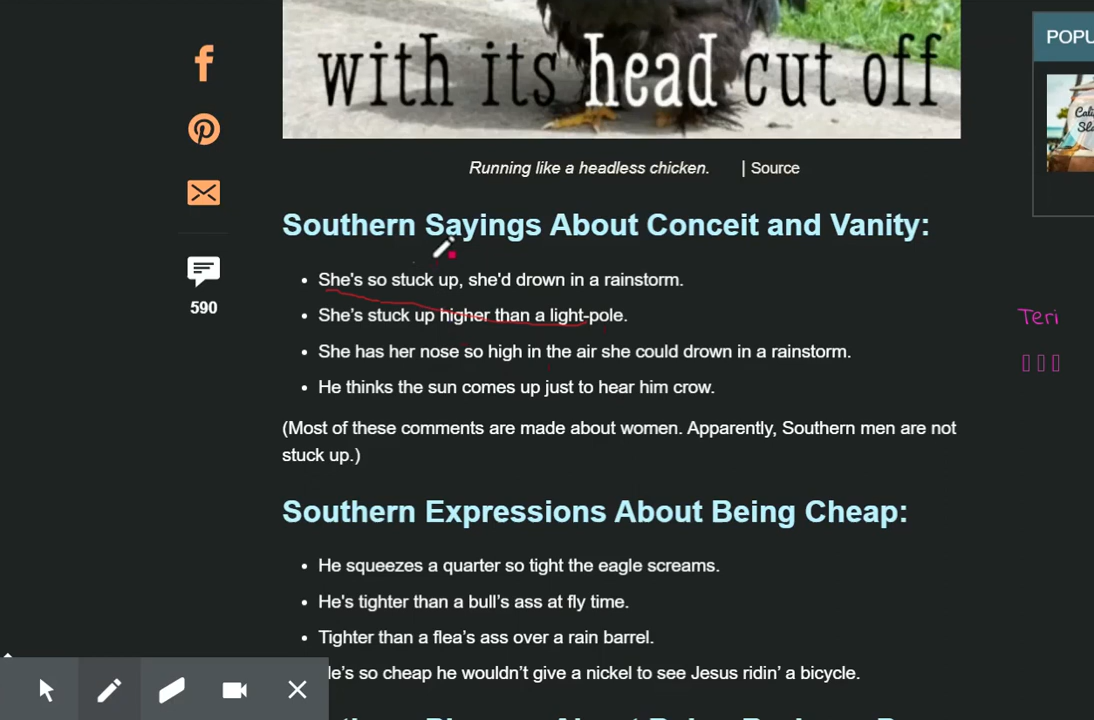 with its head cut off
POPU
Running like a headless chicken. | Source
Southern Sayings About Conceit and Vanity:
• She's so stuck up, she'd drown in a rainstorm.
590
• She’s stuck up higher than a light-pole.
Teri
• She has her nose so high in the air she could drown in a rainstorm.
• He thinks the sun comes up just to hear him crow.
(Most of these comments are made about women. Apparently, Southern men are not
stuck up.)
Southern Expressions About Being Cheap:
• He squeezes a quarter so tight the eagle screams.
• He's tighter than a bull’s ass at fly time.
• Tighter than a flea’s ass over a rain barrel.
He’s so cheap he wouldn’t give a nickel to see Jesus ridin’ a bicycle.